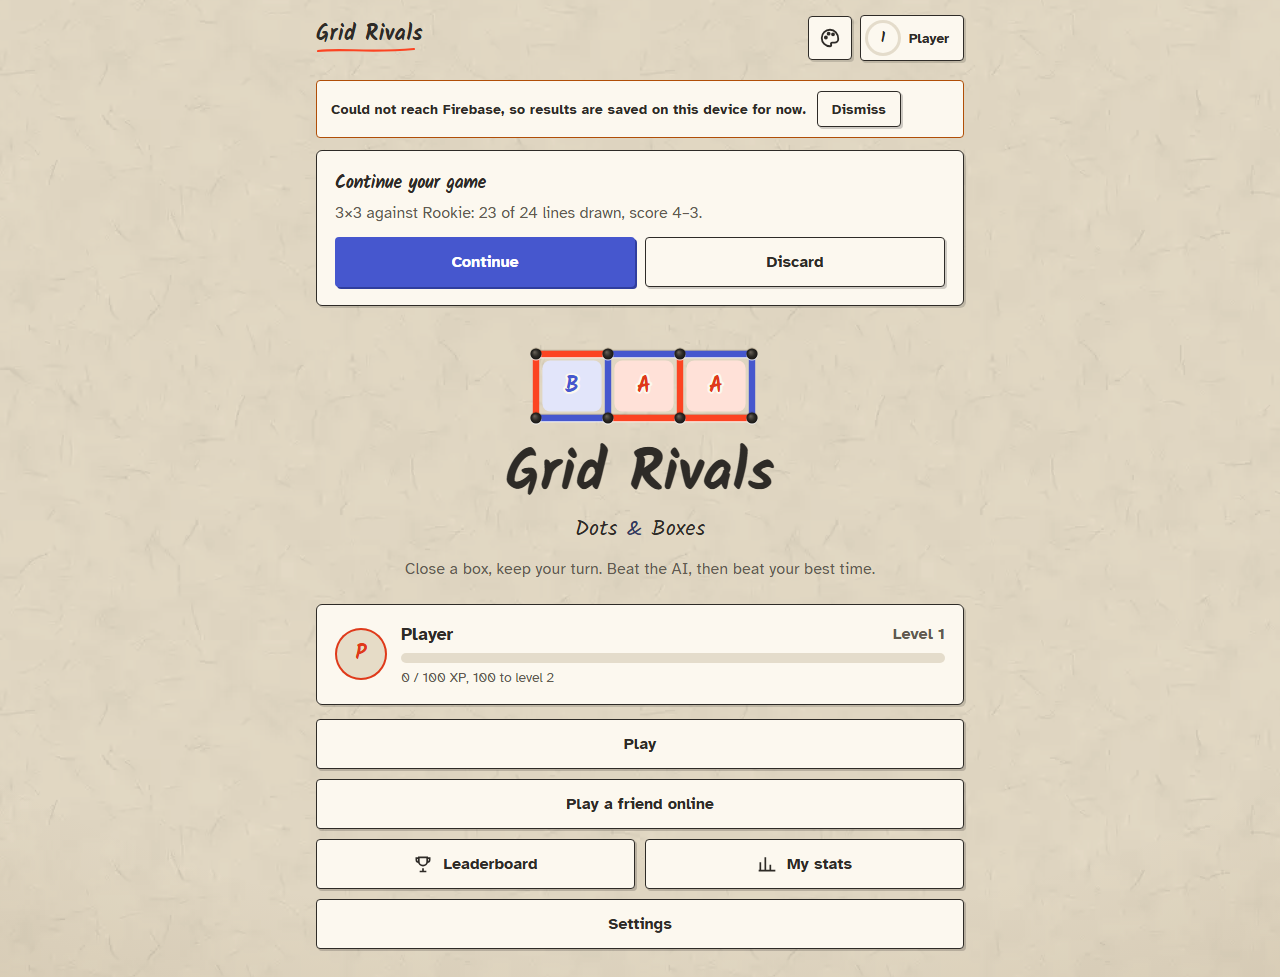 Grid Rivals
1 Player
Could not reach Firebase, so results are saved on this device for now. Dismiss
Continue your game
3×3 against Rookie: 23 of 24 lines drawn, score 4–3.
Continue Discard
B A A
Grid Rivals
Dots & Boxes
Close a box, keep your turn. Beat the AI, then beat your best time.
P Player Level 1
0 / 100 XP, 100 to level 2
Play
Play a friend online
Leaderboard My stats
Settings